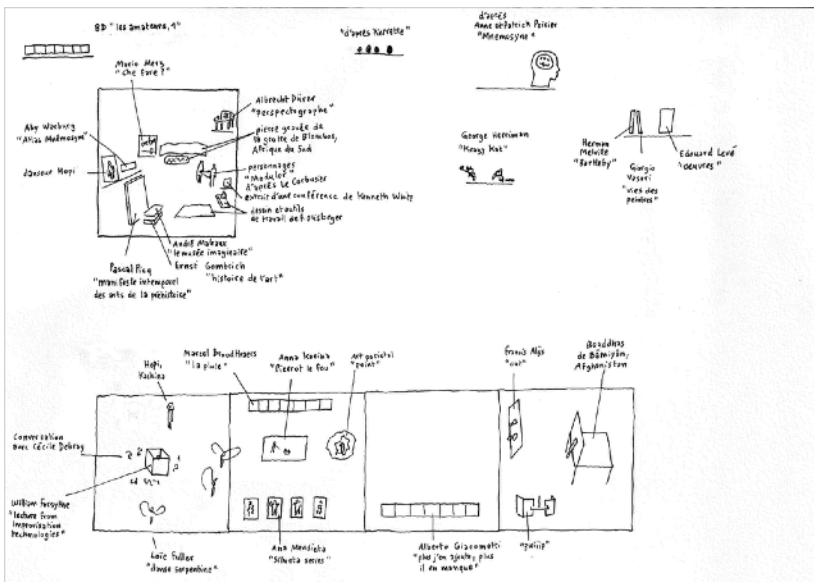 BD "les amateurs, 1"
"d'après Narrette"
d'après
Anne et Patrick Poirier
"Mnemosyne"
Mario Merz
"Che Fare?"
Albrecht Dürer
"perspectographe"
Aby Warburg
"Atlas Mnémosyne"
pierre gravée de
la grotte de Blombos,
Afrique du Sud
danseur Hopi
personnages
"Modulor"
d'après Le Corbusier
extrait d'une conférence de Kenneth White
dessin et outils
de travail de
George Herriman
"Krazy Kat"
Herman
Melville
"Bartleby"
Giorgio
Vasari
"vies des
peintres"
Edouard Levé
"oeuvres"
André Malraux
"le musée imaginaire"
Ernst Gombrich
"histoire de l'art"
Pascal Picq
"manifeste intemporel
des arts de la préhistoire"
Hopi,
Kachina
Marcel Broodthaers
"la pluie"
Anna Karina
"Pierrot le fou"
Art pariétal
"point"
Francis Alÿs
Bouddhas
de Bâmiyân,
Afghanistan
Conversation
avec Cécile Debray
William Forsythe
"lecture from
improvisation
technologies"
Loïe Fuller
"danse serpentine"
Ana Mendieta
"Silueta series"
Alberto Giacometti
"plus j'en ajoute, plus
il en manque"